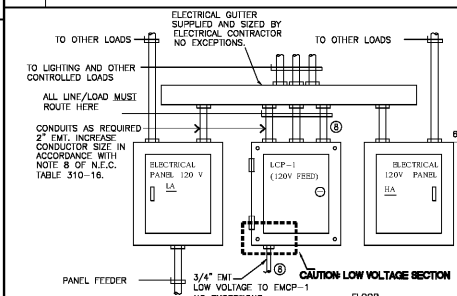 ELECTRICAL GUTTER
SUPPLIED AND SIZED BY
ELECTRICAL CONTRACTOR
NO EXCEPTIONS.
TO OTHER LOADS
TO OTHER LOADS
TO LIGHTING AND OTHER
CONTROLLED LOADS
ALL LINE/LOAD MUST
ROUTE HERE
CONDUITS AS REQUIRED
2" EMT. INCREASE
CONDUCTOR SIZE IN
ACCORDANCE WITH
NOTE 8 OF N.E.C.
TABLE 310-16.
8
6
ELECTRICAL
PANEL 120 V
LA
LCP-1
(120V FEED)
ELECTRICAL
120V PANEL
HA
PANEL FEEDER
3/4" EMT
LOW VOLTAGE TO EMCP-1
NO EXCEPTIONS
8
CAUTION: LOW VOLTAGE SECTION
FLOOR